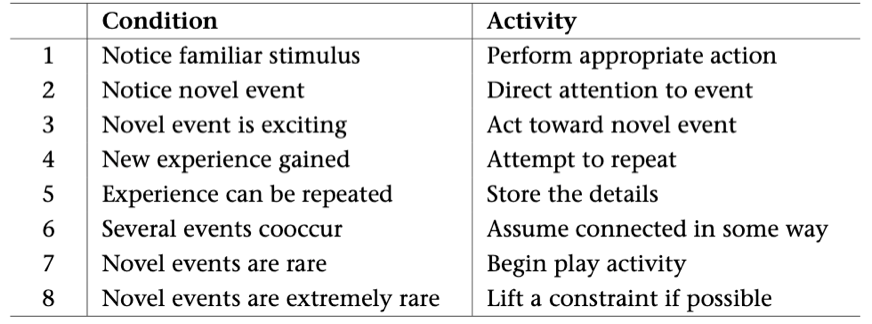 Condition Activity
1 Notice familiar stimulus Perform appropriate action
2 Notice novel event Direct attention to event
3 Novel event is exciting Act toward novel event
4 New experience gained Attempt to repeat
5 Experience can be repeated Store the details
6 Several events cooccur Assume connected in some way
7 Novel events are rare Begin play activity
8 Novel events are extremely rare Lift a constraint if possible